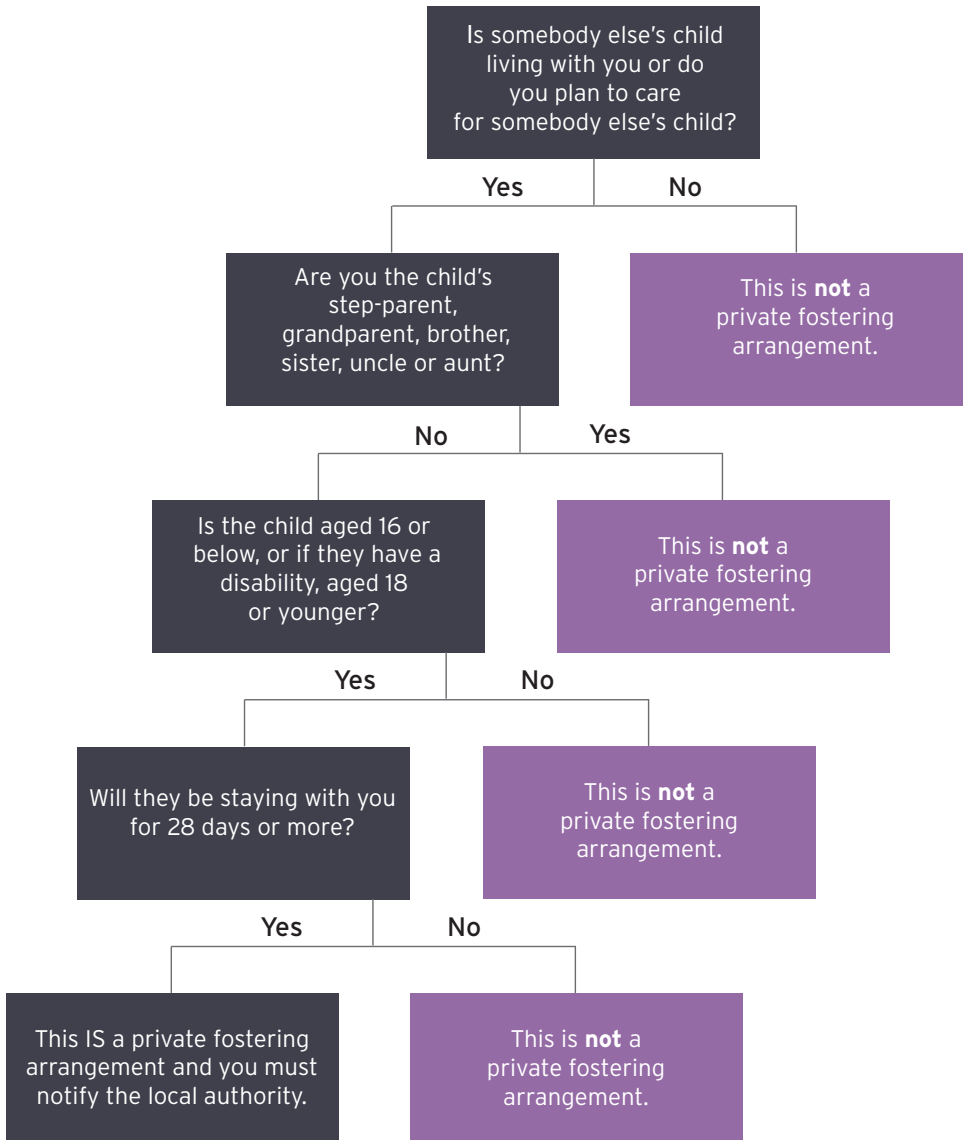 Is somebody else's child
living with you or do
you plan to care
for somebody else's child?
Yes
No
Are you the child's
step-parent,
grandparent, brother,
sister, uncle or aunt?
This is not a
private fostering
arrangement.
No
Yes
Is the child aged 16 or
below, or if they have a
disability, aged 18
or younger?
This is not a
private fostering
arrangement.
Yes
No
Will they be staying with you
for 28 days or more?
This is not a
private fostering
arrangement.
Yes
No
This IS a private fostering
arrangement and you must
notify the local authority.
This is not a
private fostering
arrangement.